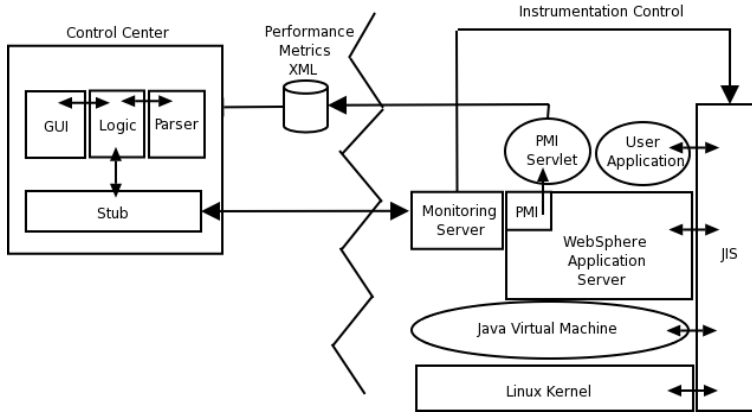 Control Center
Performance
Metrics
XML
Instrumentation Control
GUI
Logic
Parser
Stub
PMI
Servlet
User
Application
Monitoring
Server
PMI
WebSphere
Application
Server
JIS
Java Virtual Machine
Linux Kernel